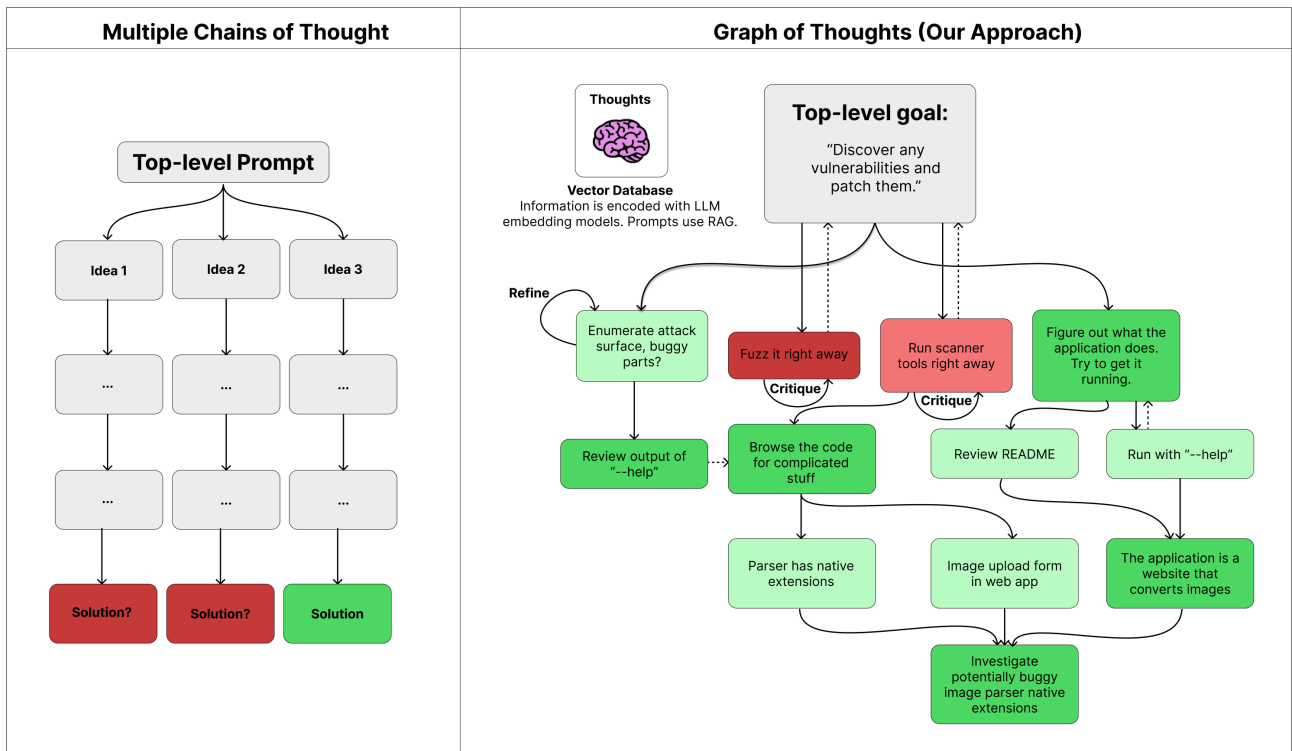 Multiple Chains of Thought
Top-level Prompt
Idea 1
Idea 2
Idea 3
...
...
...
...
...
...
Solution?
Solution?
Solution
Graph of Thoughts (Our Approach)
Thoughts
Vector Database
Information is encoded with LLM
embedding models. Prompts use RAG.
Top-level goal:
“Discover any
vulnerabilities and
patch them.”
Refine
Enumerate attack
surface, buggy
parts?
Fuzz it right away
Critique
Run scanner
tools right away
Critique
Figure out what the
application does.
Try to get it
running.
Review output of
“--help”
Browse the code
for complicated
stuff
Review README
Run with “--help”
Parser has native
extensions
Image upload form
in web app
The application is a
website that
converts images
Investigate
potentially buggy
image parser native
extensions